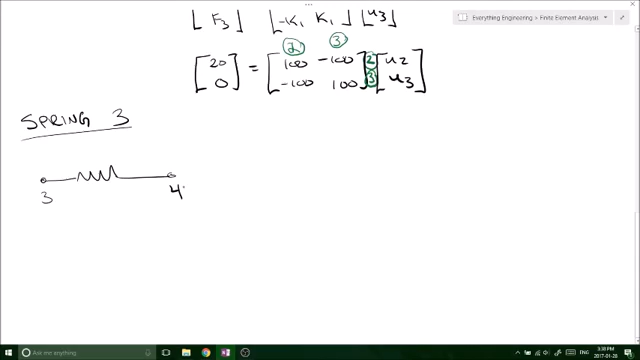 [ F3 ] [ -K1 K1 ] [ u3 ]
2 3
[ 20 ] = [ 100 -100 ] 2 [ u2 ]
[ 0 ] [ -100 100 ] 3 [ u3 ]
SPRING 3
3 4
Everything Engineering > Finite Element Analysis
Ask me anything
3:38 PM
2017-01-28